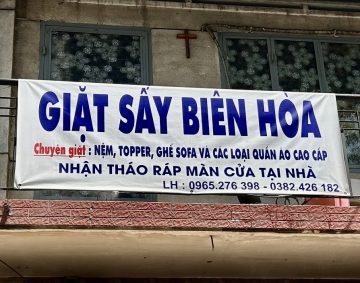 GIẶT SẤY BIÊN HÒA
Chuyên giặt : NỆM, TOPPER, GHẾ SOFA VÀ CÁC LOẠI QUẦN ÁO CAO CẤP
NHẬN THÁO RÁP MÀN CỬA TẠI NHÀ
LH : 0965.276 398 - 0382.426 182